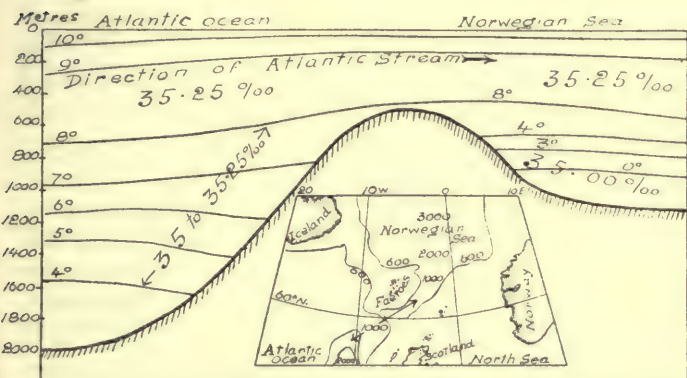 Metres Atlantic ocean Norwegian Sea
0
10°
200
9°
Direction of Atlantic Stream
35·25 ‰
35·25 ‰
400
8°
600
4°
8°
3°
800
35·00 ‰
0°
7°
1000
35 to 35·25‰
20
10W
0
10E
6°
1200
Iceland
3000
Norwegian
Sea
2000
600
600
1000
5°
1400
600
Faeroes
Norway
4°
1600
60°N.
1800
1000
2000
Atlantic
ocean
Scotland
North Sea